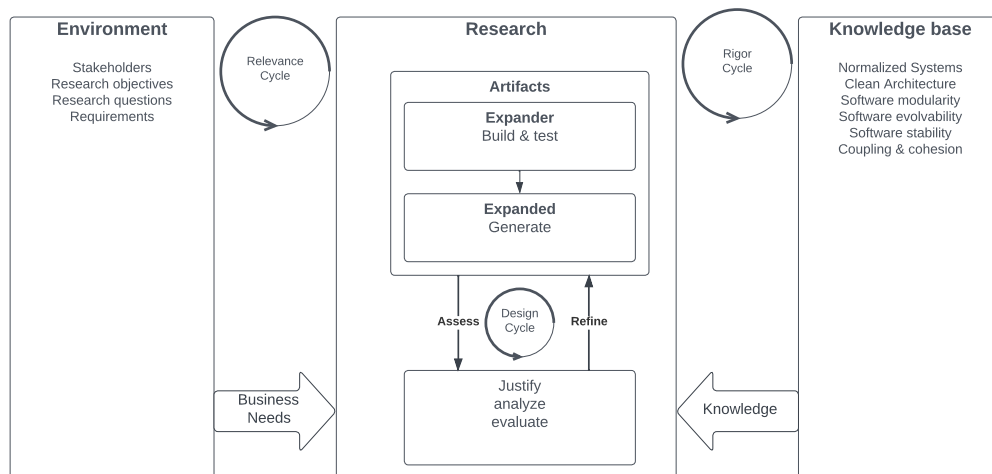 Environment
Stakeholders
Research objectives
Research questions
Requirements
Relevance
Cycle
Business
Needs
Research
Artifacts
Expander
Build & test
Expanded
Generate
Assess
Design
Cycle
Refine
Justify
analyze
evaluate
Rigor
Cycle
Knowledge
Knowledge base
Normalized Systems
Clean Architecture
Software modularity
Software evolvability
Software stability
Coupling & cohesion